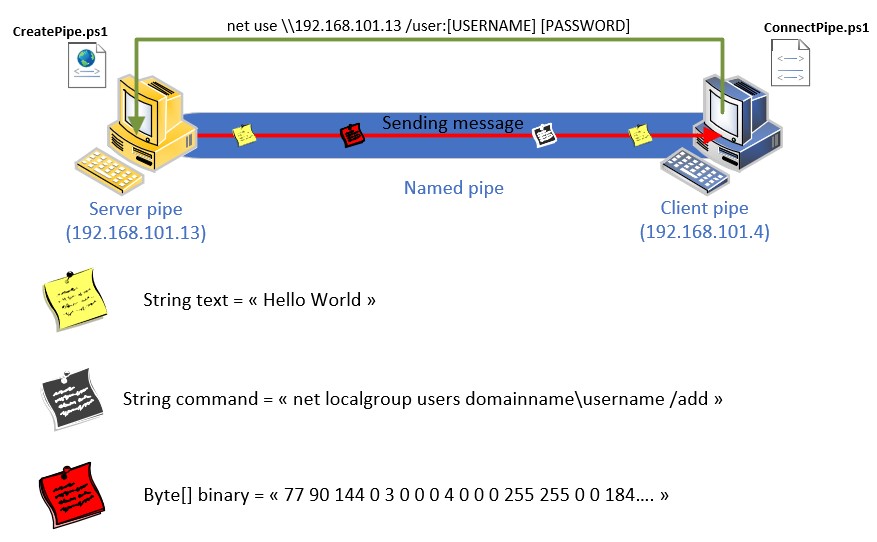 net use \\192.168.101.13 /user:[USERNAME] [PASSWORD]
CreatePipe.ps1
ConnectPipe.ps1
Sending message
Named pipe
Server pipe
(192.168.101.13)
Client pipe
(192.168.101.4)
String text = « Hello World »
String command = « net localgroup users domainname\username /add »
Byte[] binary = « 77 90 144 0 3 0 0 0 4 0 0 0 255 255 0 0 184…. »